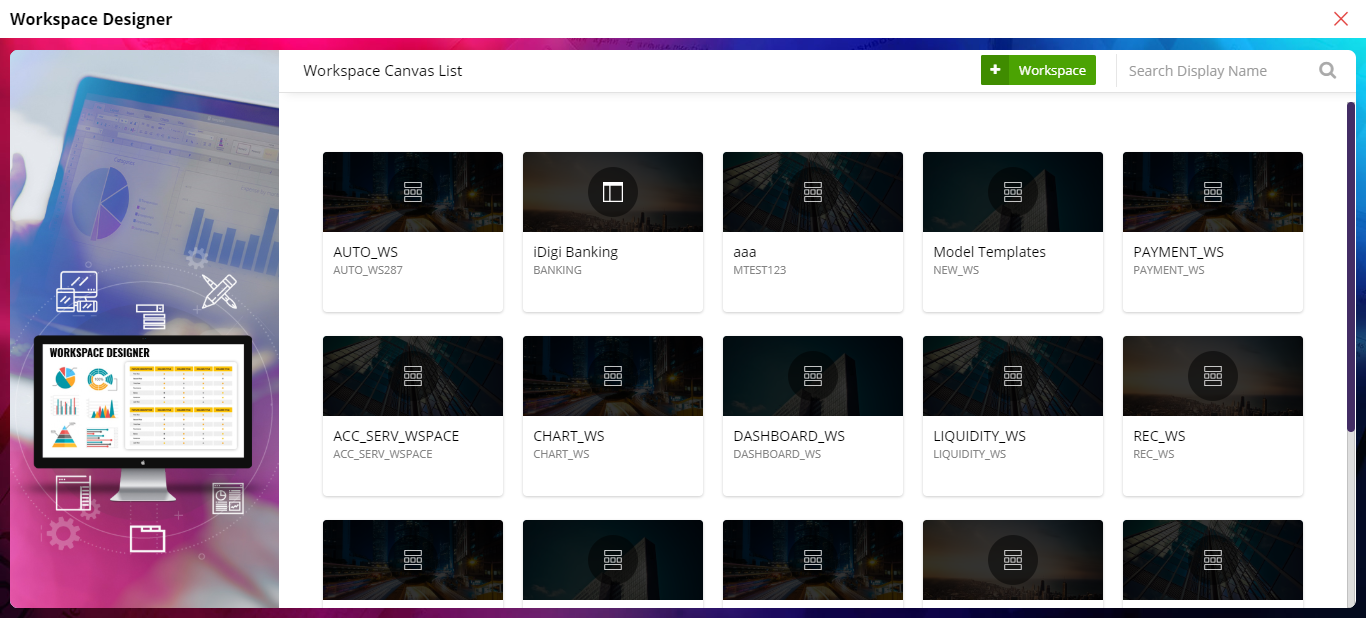 Workspace Designer
Workspace Canvas List
+ Workspace
Search Display Name
AUTO_WS
AUTO_WS287
iDigi Banking
BANKING
aaa
MTEST123
Model Templates
NEW_WS
PAYMENT_WS
PAYMENT_WS
WORKSPACE DESIGNER
ACC_SERV_WSPACE
ACC_SERV_WSPACE
CHART_WS
CHART_WS
DASHBOARD_WS
DASHBOARD_WS
LIQUIDITY_WS
LIQUIDITY_WS
REC_WS
REC_WS